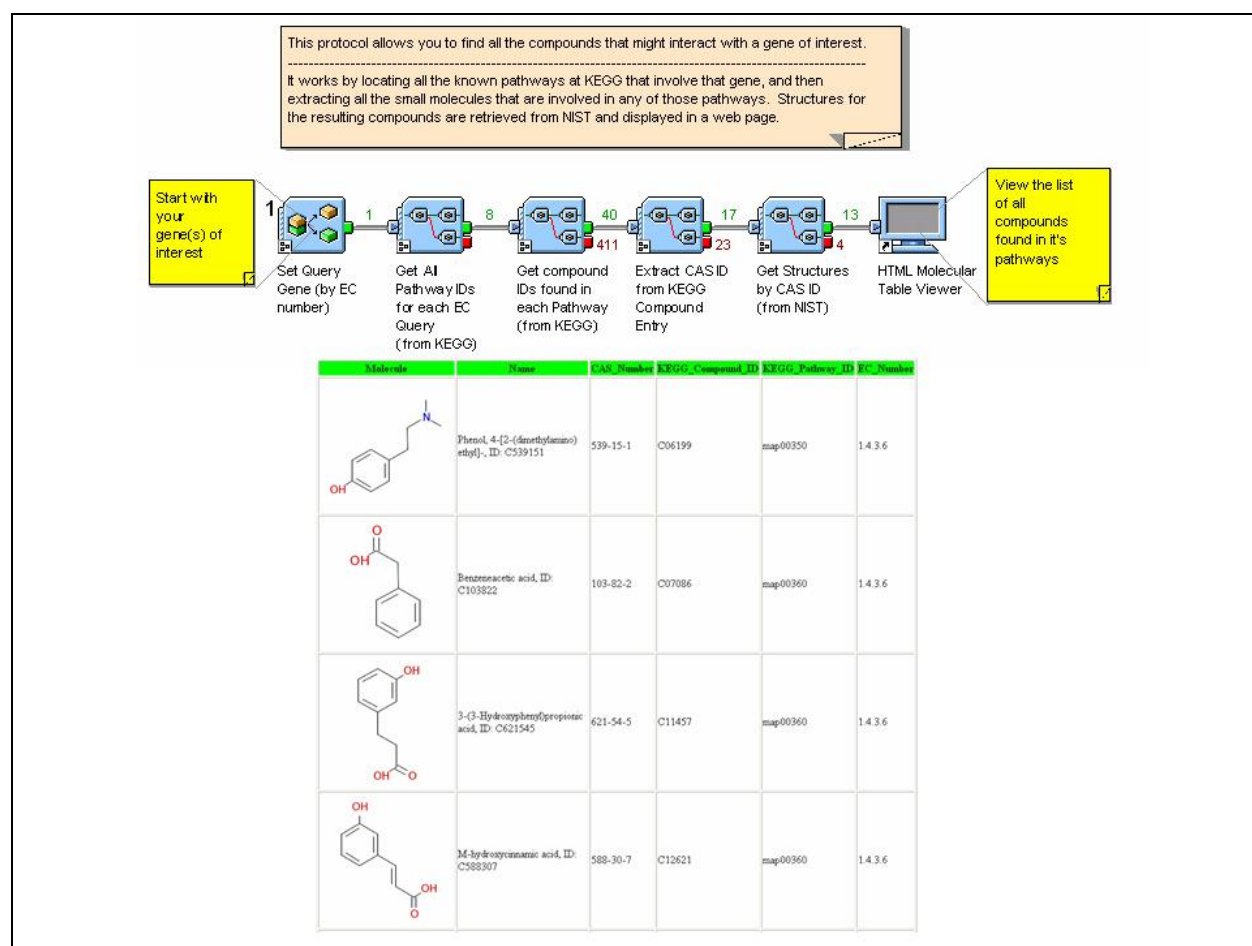 This protocol allows you to find all the compounds that might interact with a gene of interest.
It works by locating all the known pathways at KEGG that involve that gene, and then
extracting all the small molecules that are involved in any of those pathways. Structures for
the resulting compounds are retrieved from NIST and displayed in a web page.
Start with
your
gene(s) of
interest
1
1
8
40
17
13
411
23
4
Set Query
Gene (by EC
number)
Get All
Pathway IDs
for each EC
Query
(from KEGG)
Get compound
IDs found in
each Pathway
(from KEGG)
Extract CAS ID
from KEGG
Compound
Entry
Get Structures
by CAS ID
(from NIST)
HTML Molecular
Table Viewer
View the list
of all
compounds
found in it's
pathways
Molecule Name CAS_Number KEGG_Compound_ID KEGG_Pathway_ID EC_Number
N
OH
Phenol, 4-[2-(dimethylamino)
ethyl]-, ID: C539151
539-15-1 C06199 map00350 1.4.3.6
O
OH
Benzeneacetic acid, ID:
C103822
103-82-2 C07086 map00360 1.4.3.6
OH
OH O
3-(3-Hydroxyphenyl)propionic
acid, ID: C621545
621-54-5 C11457 map00360 1.4.3.6
OH
OH
O
M-hydroxycinnamic acid, ID:
C588307
588-30-7 C12621 map00360 1.4.3.6